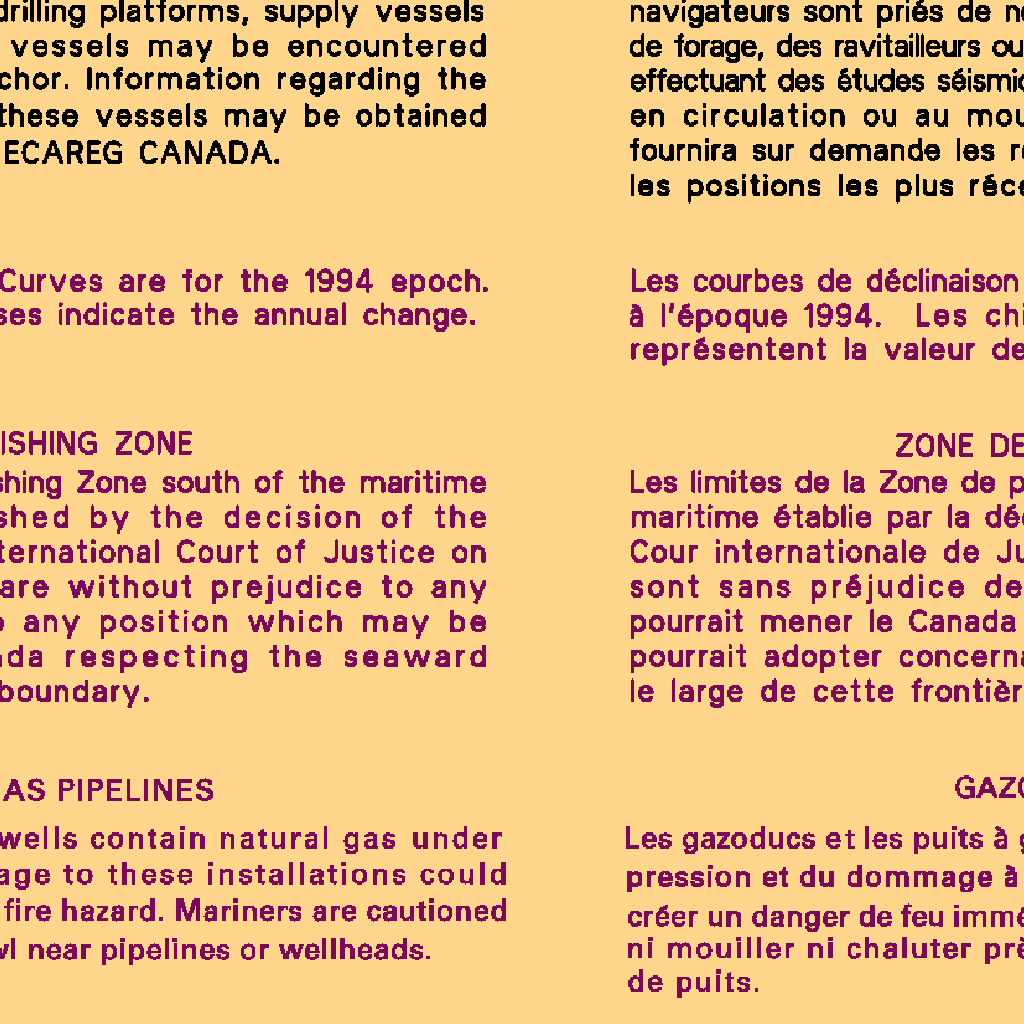 drilling platforms, supply vessels
vessels may be encountered
chor. Information regarding the
these vessels may be obtained
ECAREG CANADA.
Curves are for the 1994 epoch.
ses indicate the annual change.
ISHING ZONE
shing Zone south of the maritime
shed by the decision of the
ternational Court of Justice on
are without prejudice to any
any position which may be
ada respecting the seaward
boundary.
AS PIPELINES
wells contain natural gas under
age to these installations could
fire hazard. Mariners are cautioned
wl near pipelines or wellheads.
navigateurs sont priés de
de forage, des ravitailleurs ou
effectuant des études séismi
en circulation ou au mou
fournira sur demande les
les positions les plus réce
Les courbes de déclinaison
à l'époque 1994. Les chi
représentent la valeur de
ZONE DE
Les limites de la Zone de p
maritime établie par la déc
Cour internationale de Ju
sont sans préjudice de
pourrait mener le Canada
pourrait adopter concerna
le large de cette frontièr
GAZO
Les gazoducs et les puits à g
pression et du dommage à
créer un danger de feu immé
ni mouiller ni chaluter prè
de puits.